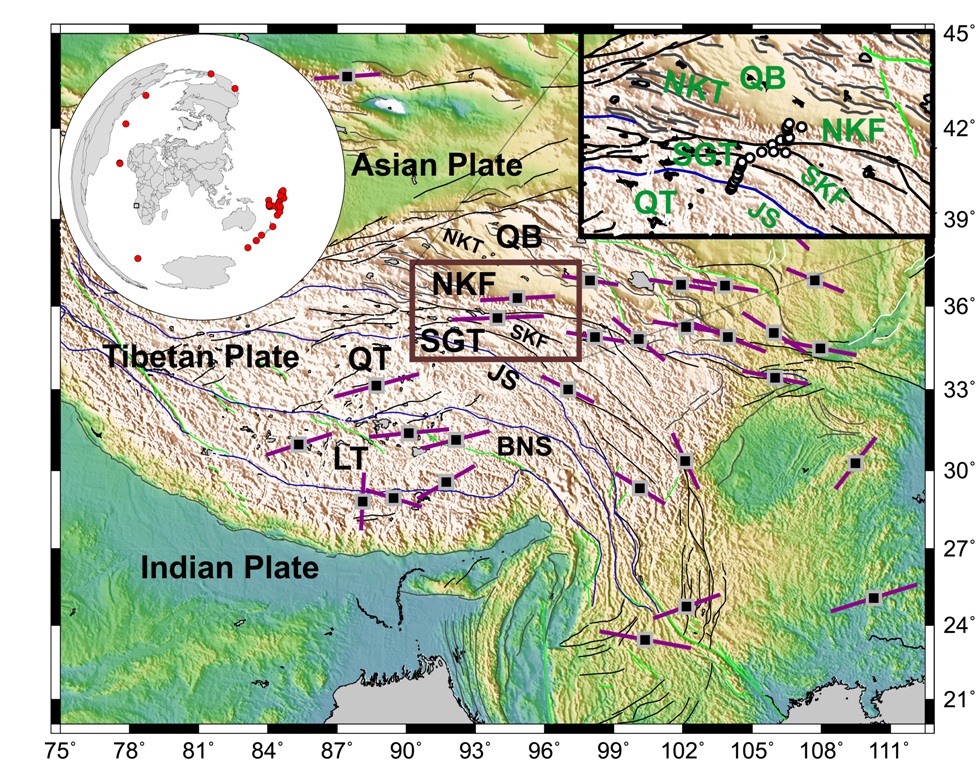 45°
42°
39°
36°
33°
30°
27°
24°
21°
NKT QB
NKF
SGT
SKF
QT
JS
Asian Plate
NKT QB
NKF
SGT SKF
Tibetan Plate QT
JS
LT BNS
Indian Plate
75° 78° 81° 84° 87° 90° 93° 96° 99° 102° 105° 108° 111°